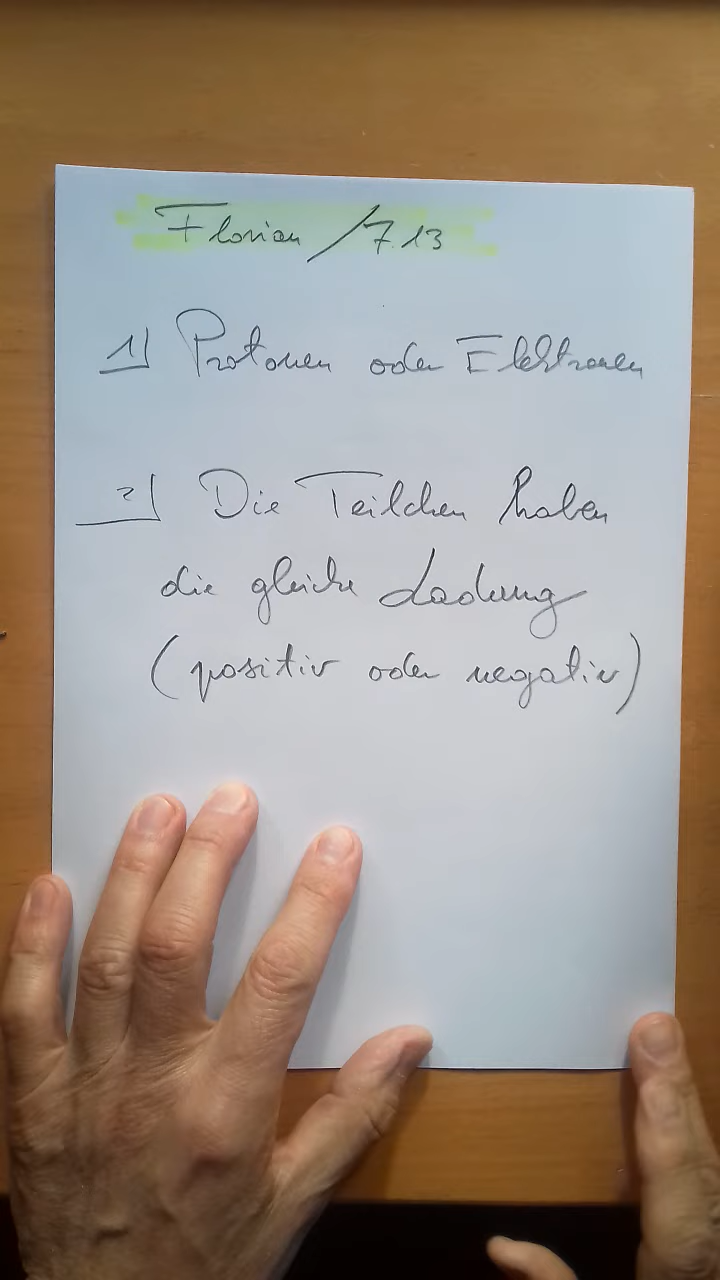 Florian / 7.13
1) Protonen oder Elektronen
2) Die Teilchen haben
die gleiche Ladung
(positiv oder negativ)